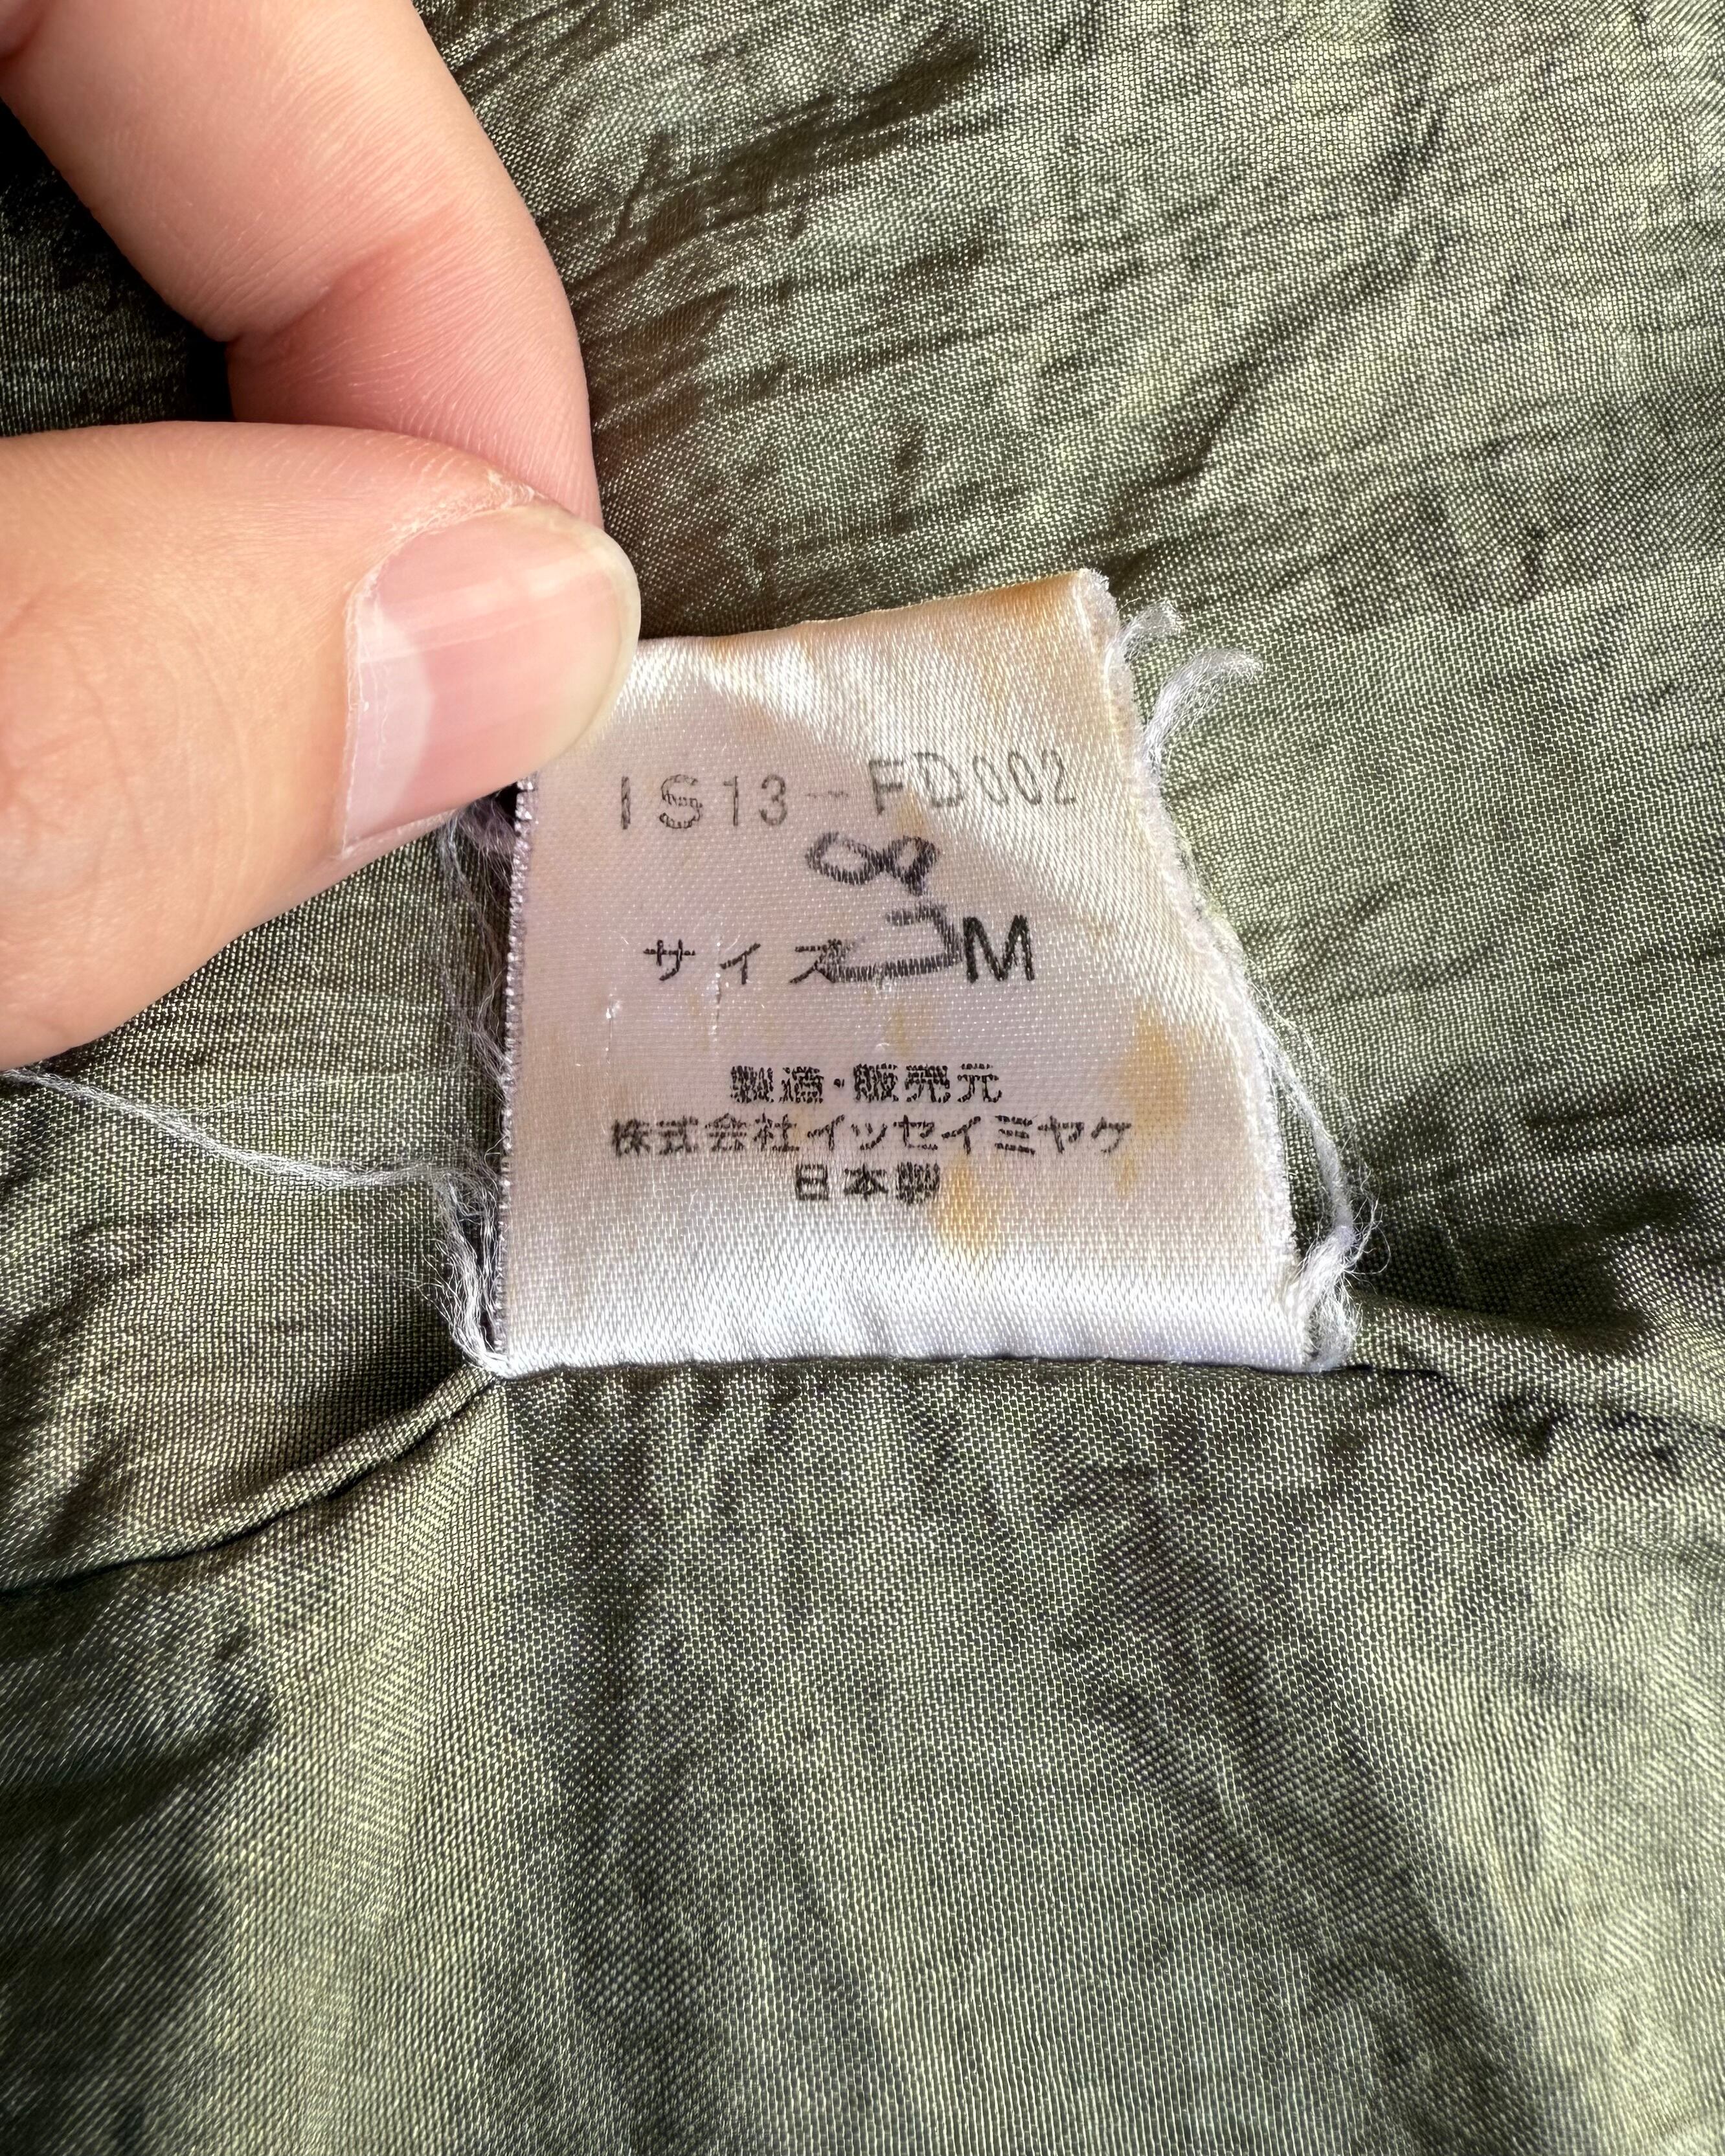 IS13-FD002
サイズ M
製造・販売元
株式会社イッセイミヤケ
日本製